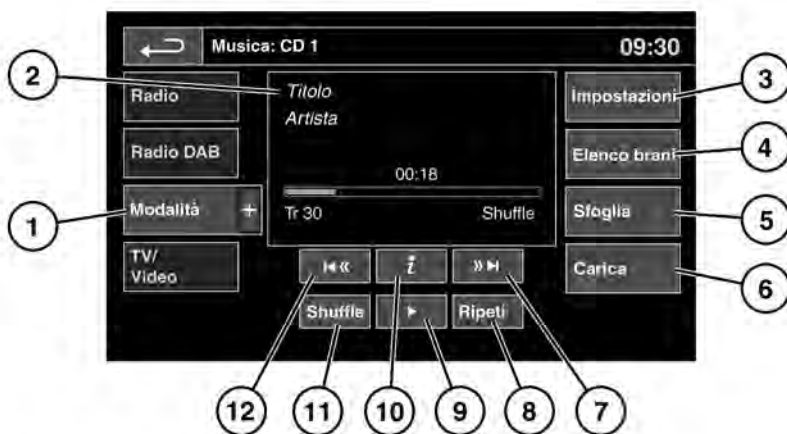 Musica: CD 1
09:30
Radio
Radio DAB
Modalità +
TV/
Video
Titolo
Artista
00:18
Tr 30 Shuffle
Impostazioni
Elenco brani
Sfoglia
Carica
i
Shuffle
Ripeti
1
2
3
4
5
6
7
8
9
10
11
12